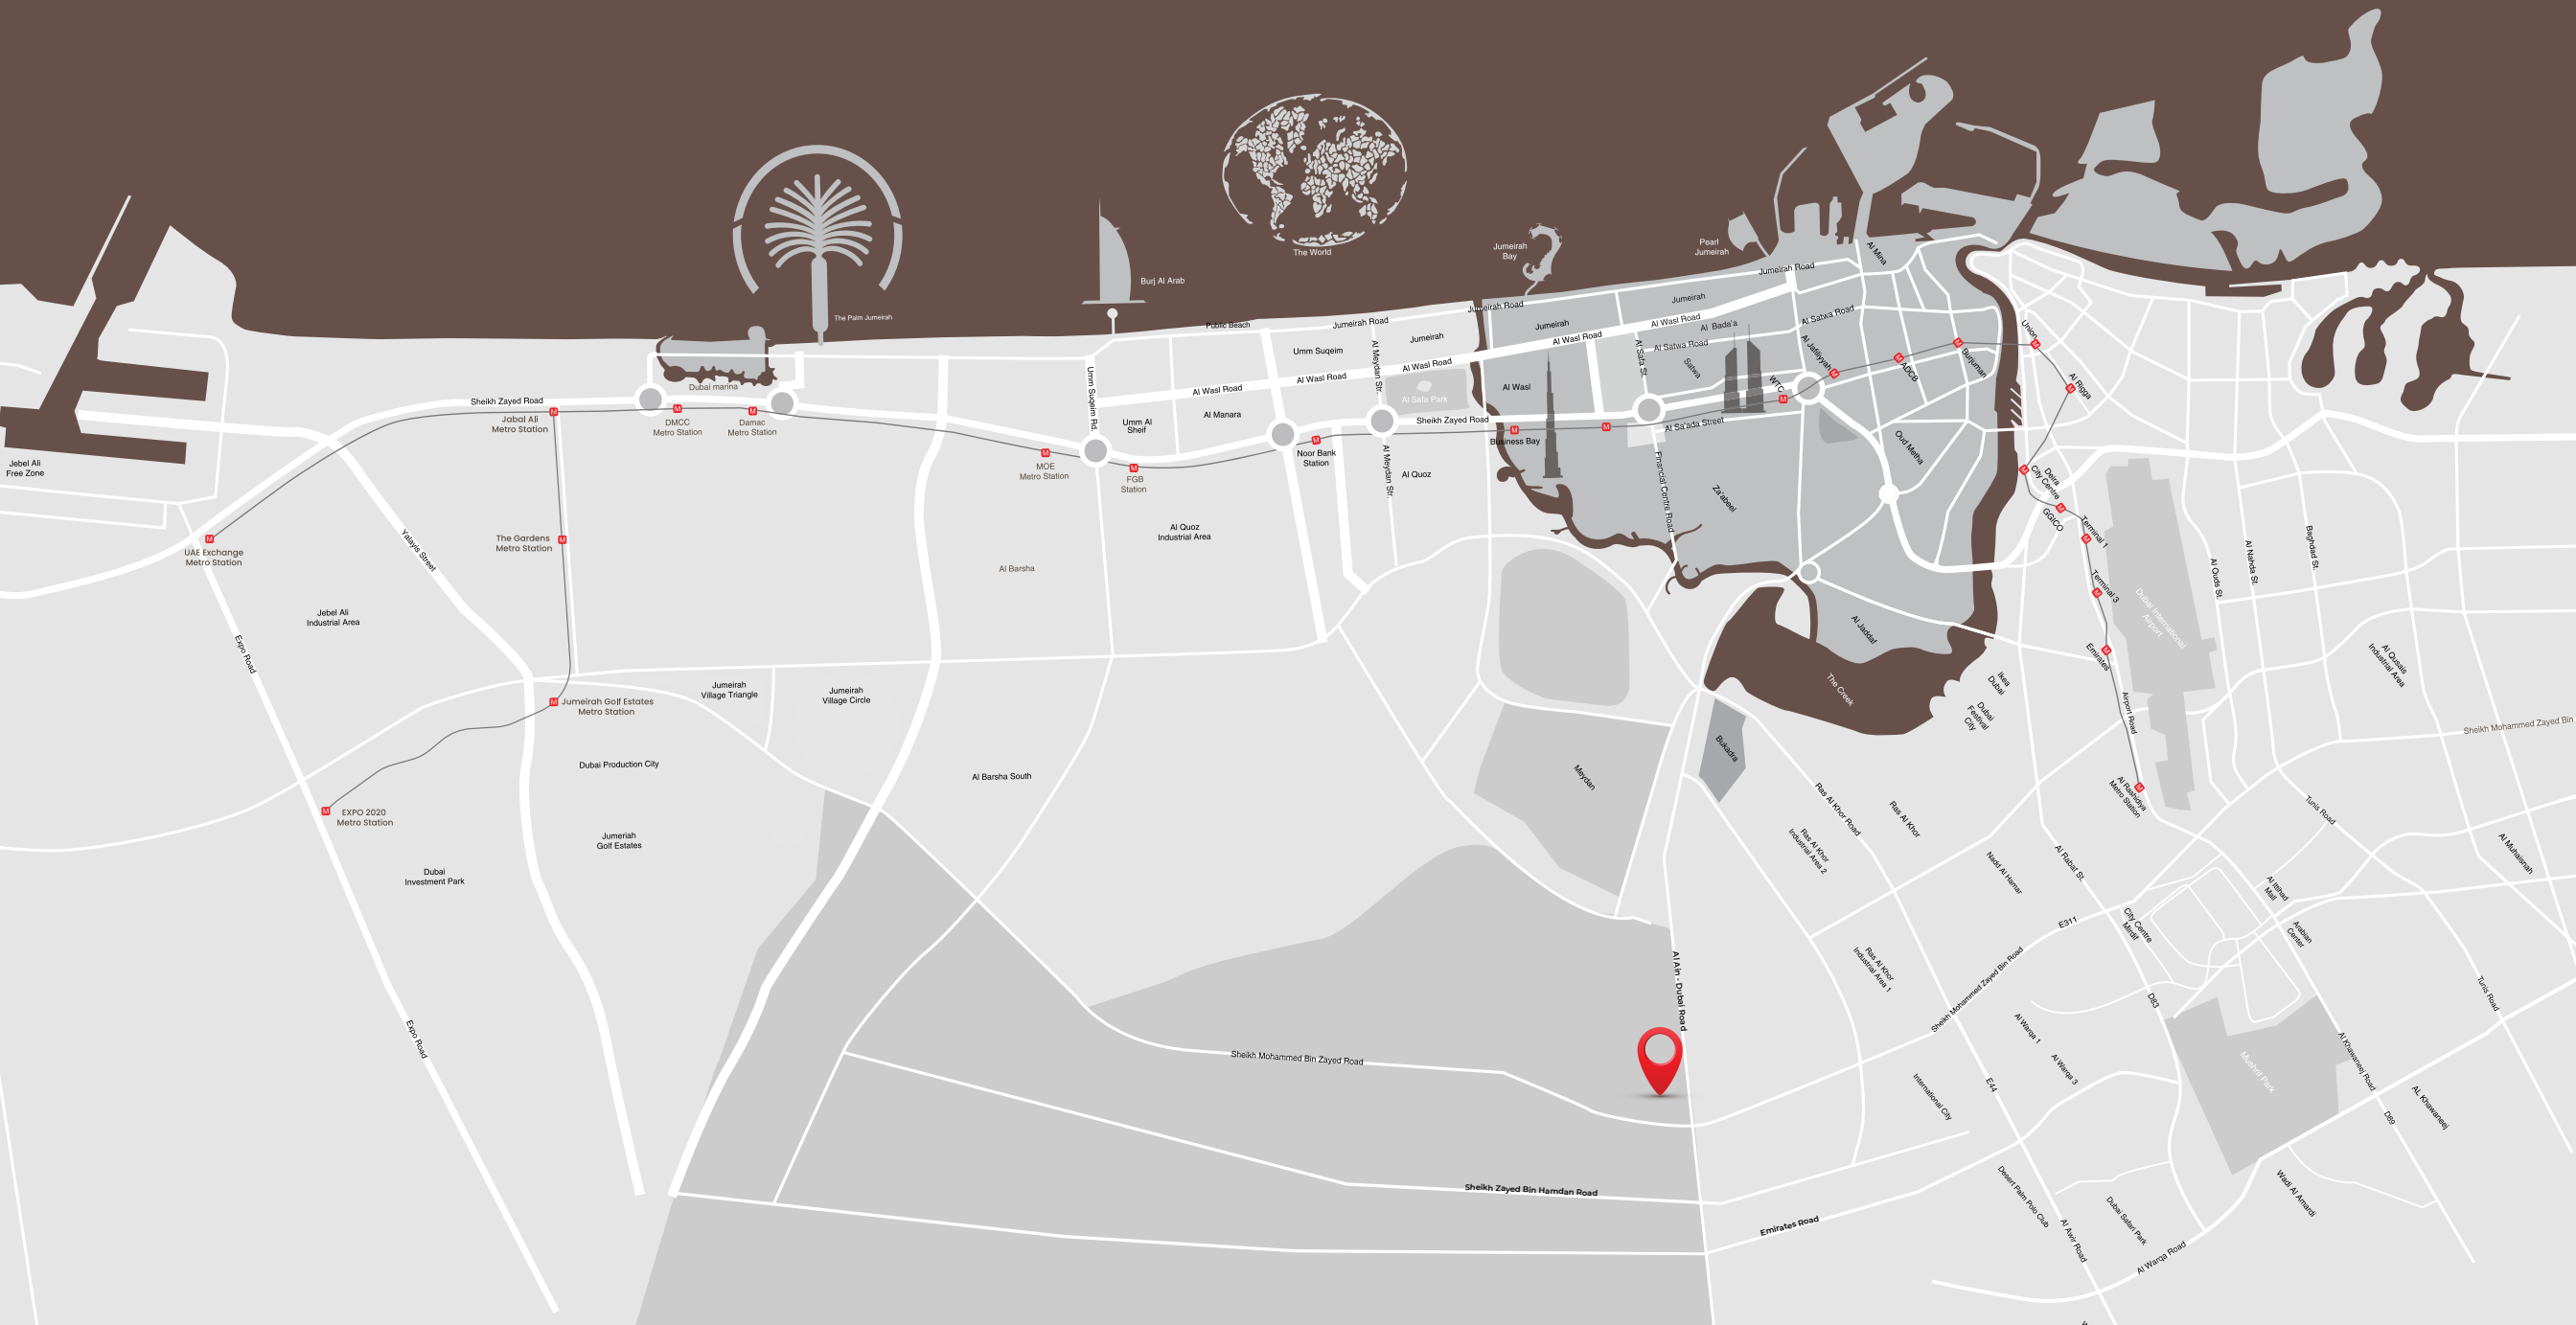 The Palm Jumeirah
Burj Al Arab
The World
Jumeirah
Bay
Pearl
Jumeirah
Al Mina
Jumeirah Road
Jumeirah Road
Jumeirah
Jumeirah Road
Public Beach
Jumeirah
Al Wasl Road
Al Bada'a
Al Satwa Road
Umm Suqeim
Jumeirah
Al Wasl Road
Al Satwa Road
Al Safa St.
Satwa
Al Jafiliyyah
ADCB
Burjuman
Union
Al Rigga
Al Meydan Str.
Al Wasl Road
Al Wasl Road
Al Wasl Road
Al Wasl
WTC
Umm Suqeim Rd.
Dubai marina
Sheikh Zayed Road
Al Safa Park
Umm Al
Sheif
Al Manara
Sheikh Zayed Road
Business Bay
Al Sa'ada Street
Oud Metha
Jabal Ali
Metro Station
DMCC
Metro Station
Damac
Metro Station
MOE
Metro Station
FGB
Station
Noor Bank
Station
Al Meydan Str.
Al Quoz
Financial Centre Road
Za'abeel
Deira
City Centre
GGICO
Terminal 1
Terminal 3
Emirates
Dubai International
Airport
Al Quds St.
Al Nahda St.
Baghdad St.
Jebel Ali
Free Zone
UAE Exchange
Metro Station
Yalayis Street
The Gardens
Metro Station
Al Quoz
Industrial Area
Al Barsha
Jebel Ali
Industrial Area
Expo Road
Al Jaddaf
The Creek
Ikea
Dubai
Dubai
Festival
City
Airport Road
Al Qusais
Industrial Area
Sheikh Mohammed Zayed Bin
Jumeirah Golf Estates
Metro Station
Jumeirah
Village Triangle
Jumeirah
Village Circle
Dubai Production City
Al Barsha South
Meydan
Bukadra
Ras Al Khor Road
Ras Al Khor
Ras Al Khor
Industrial Area 2
Al Rashidiya
Metro Station
Tunis Road
Al Muhaisnah
EXPO 2020
Metro Station
Jumeriah
Golf Estates
Dubai
Investment Park
Nadd Al Hamar
Al Rabat St.
Al Ittihad
Mall
Arabian
Center
City Centre
Mirdif
E311
Ras Al Khor
Industrial Area 1
Sheikh Mohammed Zayed Bin Road
Al Ain - Dubai Road
D83
Tunis Road
Expo Road
Sheikh Mohammed Bin Zayed Road
Al Warqa 1
Al Warqa 3
International City
E44
Mushrif Park
Al Khawaneej Road
D89
AL Khawaneej
Sheikh Zayed Bin Hamdan Road
Emirates Road
Desert Palm Polo Club
Al Awir Road
Dubai Safari Park
Al Warqa Road
Wadi Al Amardi